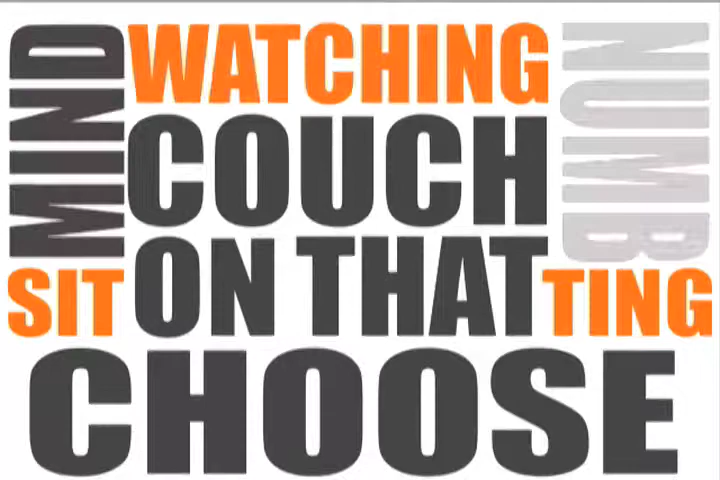 MIND
WATCHING
NUMB
COUCH
SIT ON THAT TING
CHOOSE